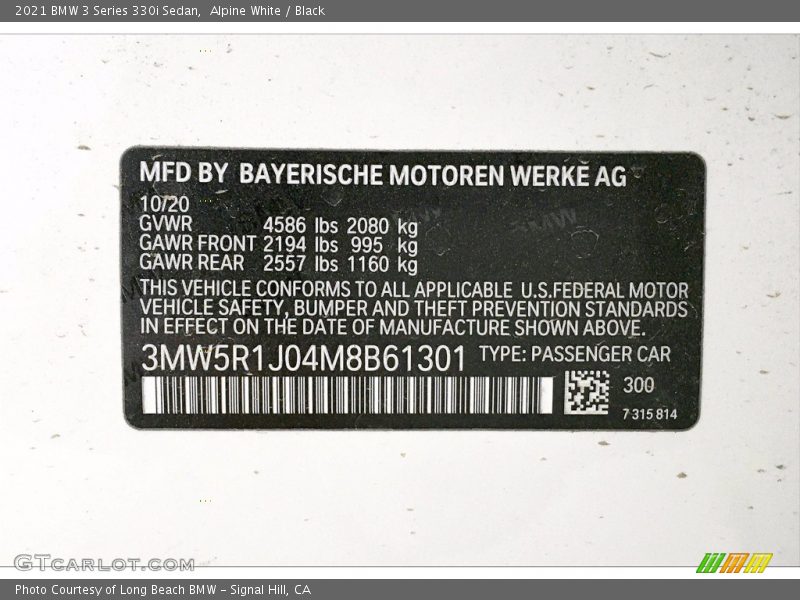 2021 BMW 3 Series 330i Sedan,  Alpine White / Black
MFD BY BAYERISCHE MOTOREN WERKE AG
10/20
GVWR 4586 lbs 2080 kg
GAWR FRONT 2194 lbs 995 kg
GAWR REAR 2557 lbs 1160 kg
THIS VEHICLE CONFORMS TO ALL APPLICABLE U.S.FEDERAL MOTOR
VEHICLE SAFETY, BUMPER AND THEFT PREVENTION STANDARDS
IN EFFECT ON THE DATE OF MANUFACTURE SHOWN ABOVE.
3MW5R1J04M8B61301 TYPE: PASSENGER CAR
300
7 315 814
GTCARLOT.COM
Photo Courtesy of Long Beach BMW - Signal Hill, CA